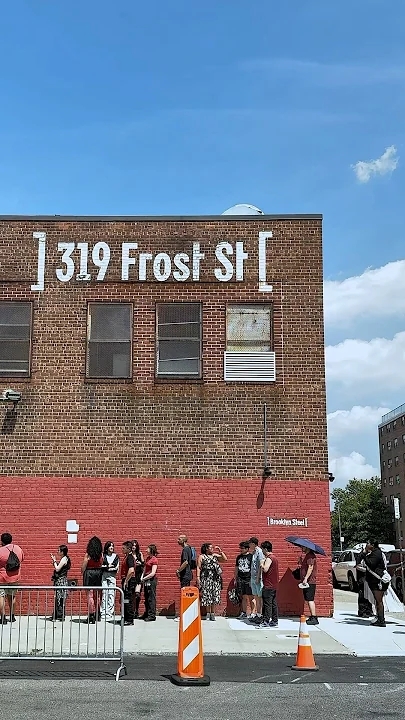 ] 319 Frost St [
[Brooklyn Steel]